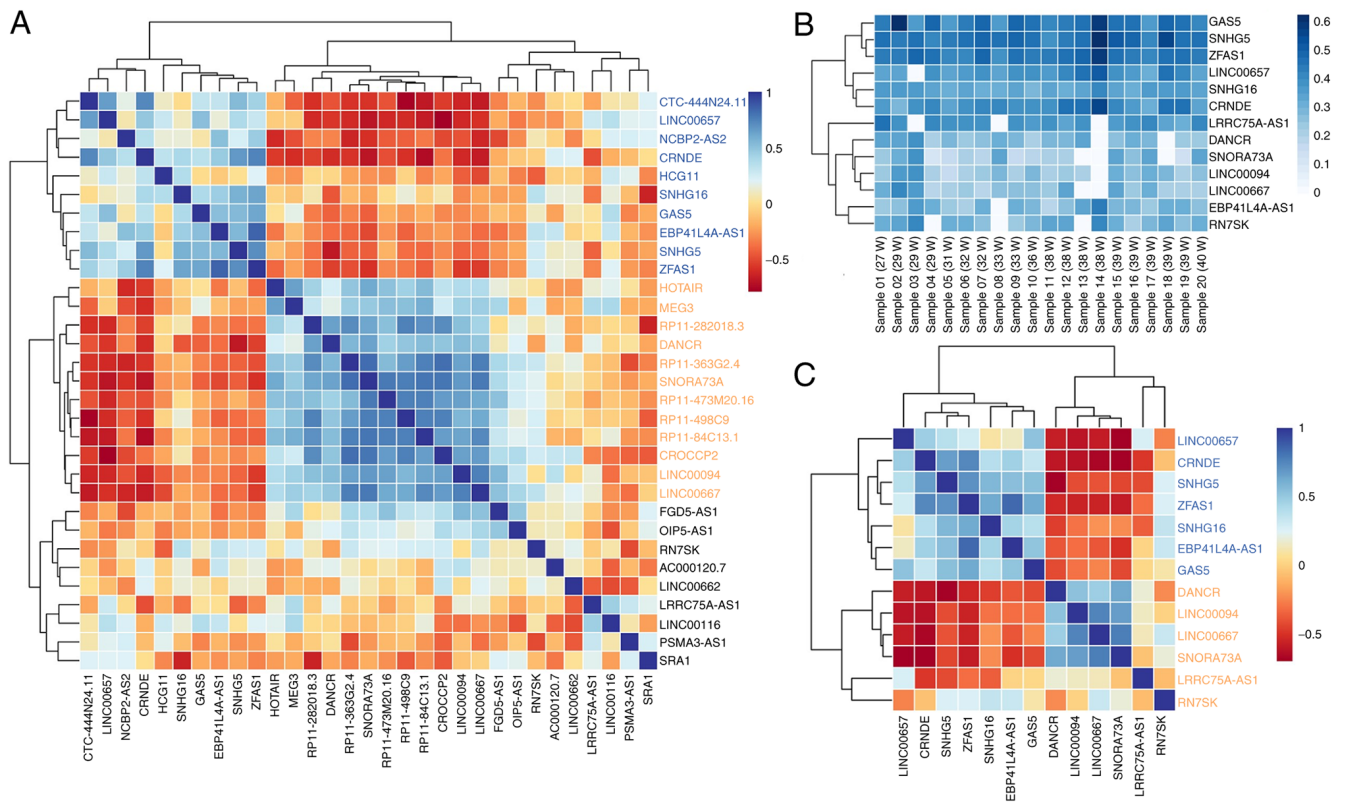 A
CTC-444N24.11
LINC00657
NCBP2-AS2
CRNDE
HCG11
SNHG16
GAS5
EBP41L4A-AS1
SNHG5
ZFAS1
HOTAIR
MEG3
RP11-282018.3
DANCR
RP11-363G2.4
SNORA73A
RP11-473M20.16
RP11-498C9
RP11-84C13.1
CROCCP2
LINC00094
LINC00667
FGD5-AS1
OIP5-AS1
RN7SK
AC000120.7
LINC00662
LRRC75A-AS1
LINC00116
PSMA3-AS1
SRA1
1
0.5
0
−0.5
CTC-444N24.11
LINC00657
NCBP2-AS2
CRNDE
HCG11
SNHG16
GAS5
EBP41L4A-AS1
SNHG5
ZFAS1
HOTAIR
MEG3
RP11-282018.3
DANCR
RP11-363G2.4
SNORA73A
RP11-473M20.16
RP11-498C9
RP11-84C13.1
CROCCP2
LINC00094
LINC00667
FGD5-AS1
OIP5-AS1
RN7SK
AC000120.7
LINC00662
LRRC75A-AS1
LINC00116
PSMA3-AS1
SRA1
B
GAS5
SNHG5
ZFAS1
LINC00657
SNHG16
CRNDE
LRRC75A-AS1
DANCR
SNORA73A
LINC00094
LINC00667
EBP41L4A-AS1
RN7SK
0.6
0.5
0.4
0.3
0.2
0.1
0
Sample 01 (27 W)
Sample 02 (29 W)
Sample 03 (29 W)
Sample 04 (29 W)
Sample 05 (31 W)
Sample 06 (32 W)
Sample 07 (32 W)
Sample 08 (33 W)
Sample 09 (33 W)
Sample 10 (36 W)
Sample 11 (38 W)
Sample 12 (38 W)
Sample 13 (38 W)
Sample 14 (38 W)
Sample 15 (39 W)
Sample 16 (39 W)
Sample 17 (39 W)
Sample 18 (39 W)
Sample 19 (39 W)
Sample 20 (40 W)
C
LINC00657
CRNDE
SNHG5
ZFAS1
SNHG16
EBP41L4A-AS1
GAS5
DANCR
LINC00094
LINC00667
SNORA73A
LRRC75A-AS1
RN7SK
1
0.5
0
−0.5
LINC00657
CRNDE
SNHG5
ZFAS1
SNHG16
EBP41L4A-AS1
GAS5
DANCR
LINC00094
LINC00667
SNORA73A
LRRC75A-AS1
RN7SK